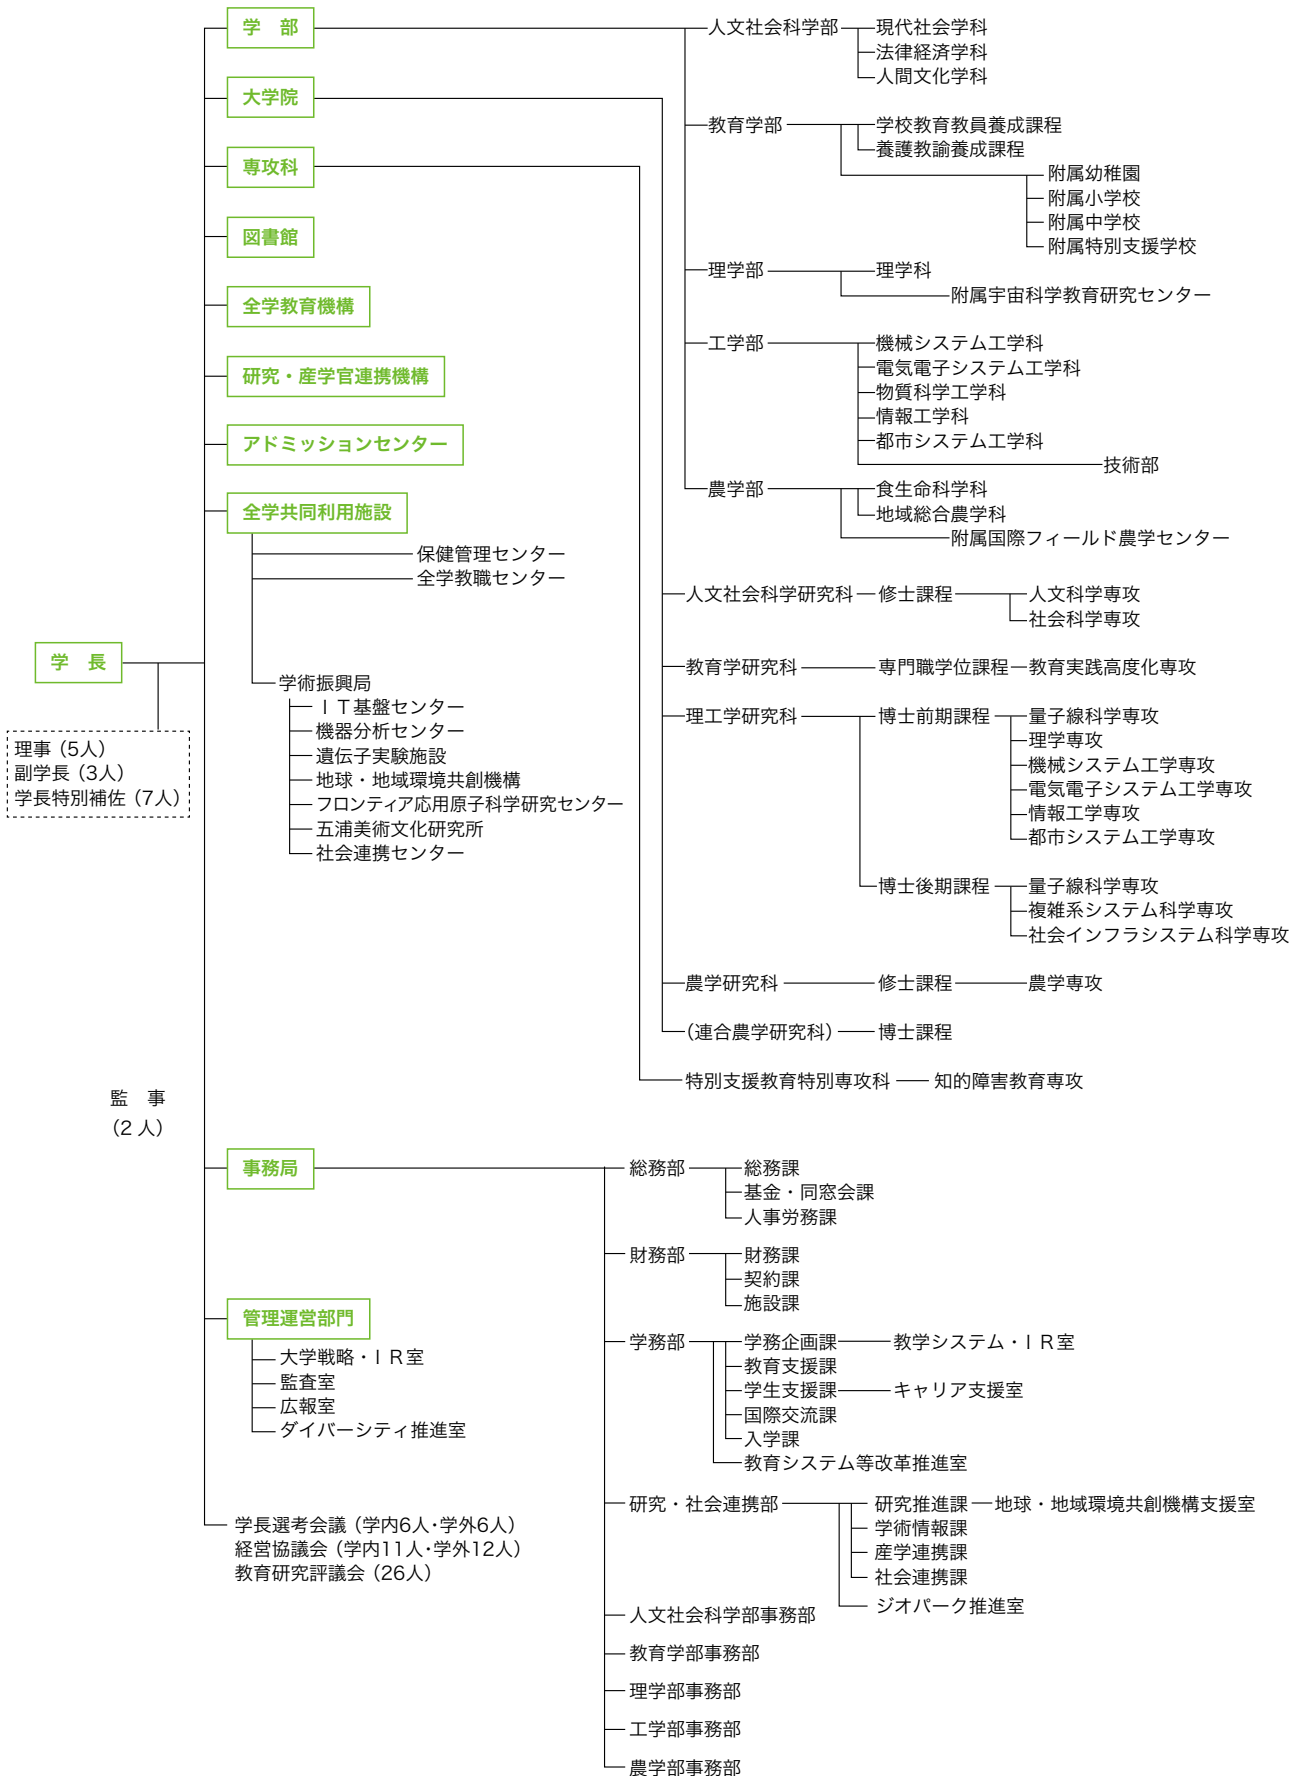 学　部
大学院
専攻科
図書館
全学教育機構
研究・産学官連携機構
アドミッションセンター
全学共同利用施設
保健管理センター
全学教職センター
学術振興局
ＩＴ基盤センター
機器分析センター
遺伝子実験施設
地球・地域環境共創機構
フロンティア応用原子科学研究センター
五浦美術文化研究所
社会連携センター
学　長
理事（5人）
副学長（3人）
学長特別補佐（7人）
人文社会科学部
現代社会学科
法律経済学科
人間文化学科
教育学部
学校教育教員養成課程
養護教諭養成課程
附属幼稚園
附属小学校
附属中学校
附属特別支援学校
理学部
理学科
附属宇宙科学教育研究センター
工学部
機械システム工学科
電気電子システム工学科
物質科学工学科
情報工学科
都市システム工学科
技術部
農学部
食生命科学科
地域総合農学科
附属国際フィールド農学センター
人文社会科学研究科
修士課程
人文科学専攻
社会科学専攻
教育学研究科
専門職学位課程
教育実践高度化専攻
理工学研究科
博士前期課程
量子線科学専攻
理学専攻
機械システム工学専攻
電気電子システム工学専攻
情報工学専攻
都市システム工学専攻
博士後期課程
量子線科学専攻
複雑系システム科学専攻
社会インフラシステム科学専攻
農学研究科
修士課程
農学専攻
（連合農学研究科）
博士課程
特別支援教育特別専攻科
知的障害教育専攻
監　事
（2 人）
事務局
総務部
総務課
基金・同窓会課
人事労務課
財務部
財務課
契約課
施設課
学務部
学務企画課
教学システム・ＩＲ室
教育支援課
学生支援課
キャリア支援室
国際交流課
入学課
教育システム等改革推進室
研究・社会連携部
研究推進課
地球・地域環境共創機構支援室
学術情報課
産学連携課
社会連携課
ジオパーク推進室
人文社会科学部事務部
教育学部事務部
理学部事務部
工学部事務部
農学部事務部
管理運営部門
大学戦略・ＩＲ室
監査室
広報室
ダイバーシティ推進室
学長選考会議（学内6人・学外6人）
経営協議会（学内11人・学外12人）
教育研究評議会（26人）